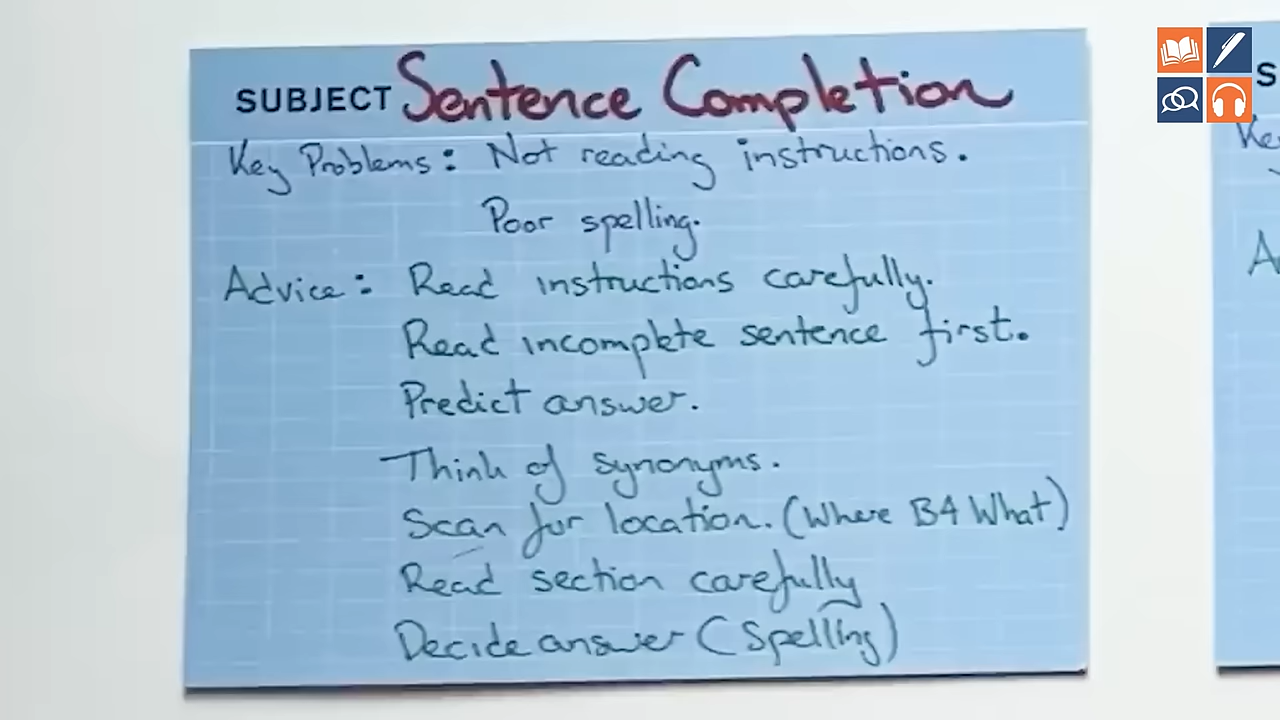 SUBJECT Sentence Completion
Key Problems: Not reading instructions.
Poor spelling.
Advice: Read instructions carefully.
Read incomplete sentence first.
Predict answer.
Think of synonyms.
Scan for location. (Where B4 What)
Read section carefully
Decide answer (Spelling)